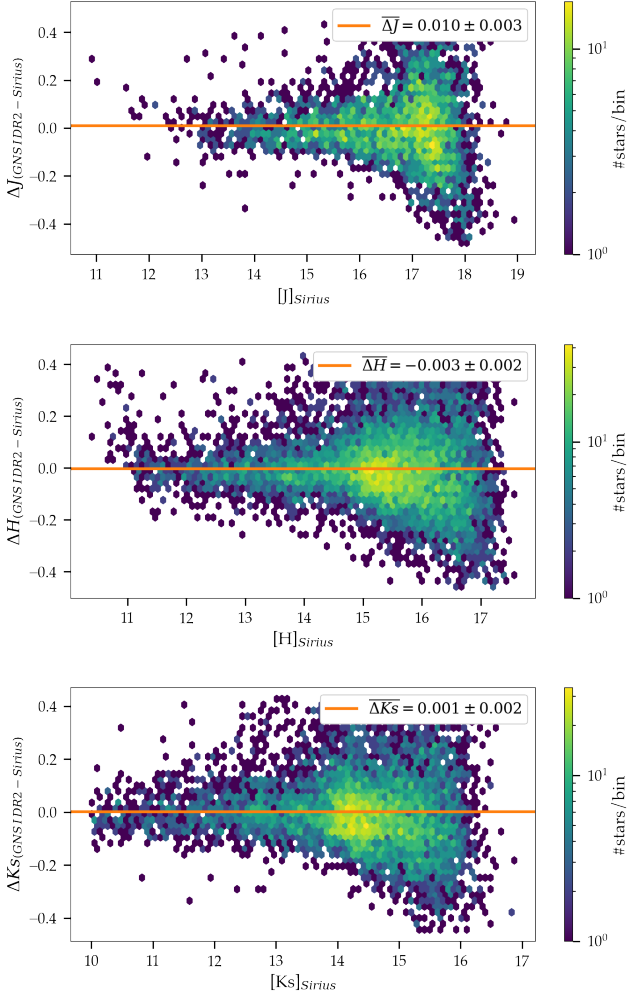 0.4
0.2
0.0
−0.2
−0.4
ΔJ(GNS1DR2−Sirius)
ΔJ = 0.010 ± 0.003
11 12 13 14 15 16 17 18 19
[J]Sirius
10¹
10⁰
#stars/bin
0.4
0.2
0.0
−0.2
−0.4
ΔH(GNS1DR2−Sirius)
ΔH = −0.003 ± 0.002
11 12 13 14 15 16 17
[H]Sirius
10¹
10⁰
#stars/bin
0.4
0.2
0.0
−0.2
−0.4
ΔKs(GNS1DR2−Sirius)
ΔKs = 0.001 ± 0.002
10 11 12 13 14 15 16 17
[Ks]Sirius
10¹
10⁰
#stars/bin